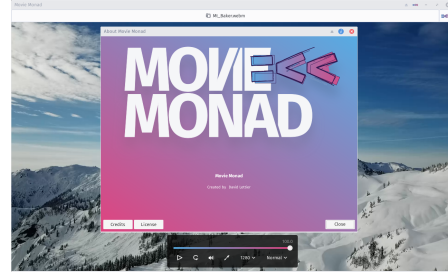 Movie Monad
Mt_Baker.webm
About Movie Monad
MOVIE
MONAD
Movie Monad
Created by David Lettier
Credits
License
Close
1280
Normal